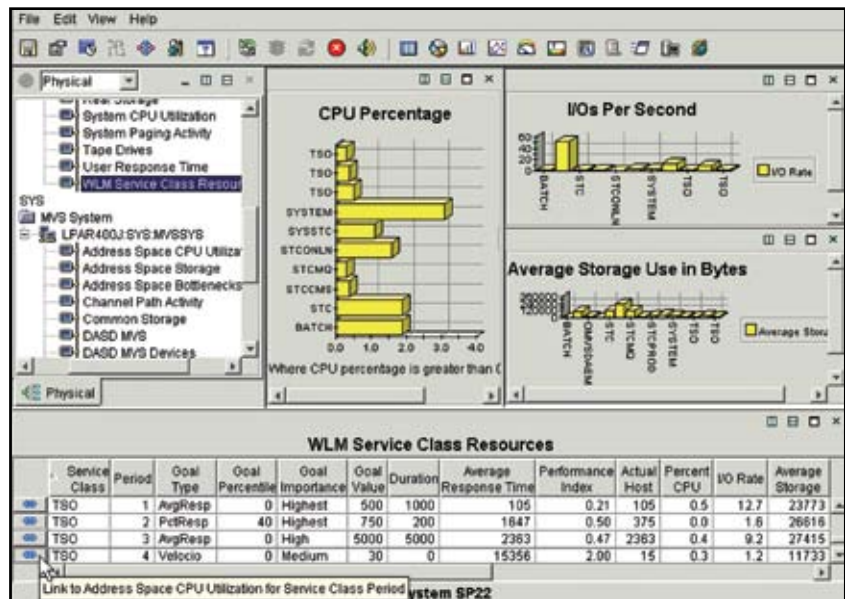 File Edit View Help
Physical
Real Storage
System CPU Utilization
System Paging Activity
Tape Drives
User Response Time
WLM Service Class Resour
SYS
MVS System
LPAR400J:SYS:MVSSYS
Address Space CPU Utiliza
Address Space Storage
Address Space Bottlenecks
Channel Path Activity
Common Storage
DASD MVS
DASD MVS Devices
Physical
CPU Percentage
TSO
TSO
TSO
SYSTEM
SYSSTC
STCONLN
STCMQ
STCCMS
STC
BATCH
0.0 1.0 2.0 3.0 4.0
Where CPU percentage is greater than
I/Os Per Second
60
40
20
BATCH STC STCONLN SYSTEM TSO TSO
I/O Rate
Average Storage Use in Bytes
BATCH STC STCMQ STCPROD SYSTEM TSO TSO
Average Stora
WLM Service Class Resources
Service Class Period Goal Type Goal Percentile Goal Importance Goal Value Duration Average Response Time Performance Index Actual Host Percent CPU I/O Rate Average Storage
TSO 1 AvgResp 0 Highest 500 1000 105 0.21 105 0.5 12.7 23773
TSO 2 PctResp 40 Highest 750 200 1647 0.50 375 0.0 1.6 26616
TSO 3 AvgResp 0 High 5000 5000 2363 0.47 2363 0.4 9.2 27415
TSO 4 Velocio 0 Medium 30 0 15356 2.00 15 0.3 1.2 11733
Link to Address Space CPU Utilization for Service Class Period
ystem SP22